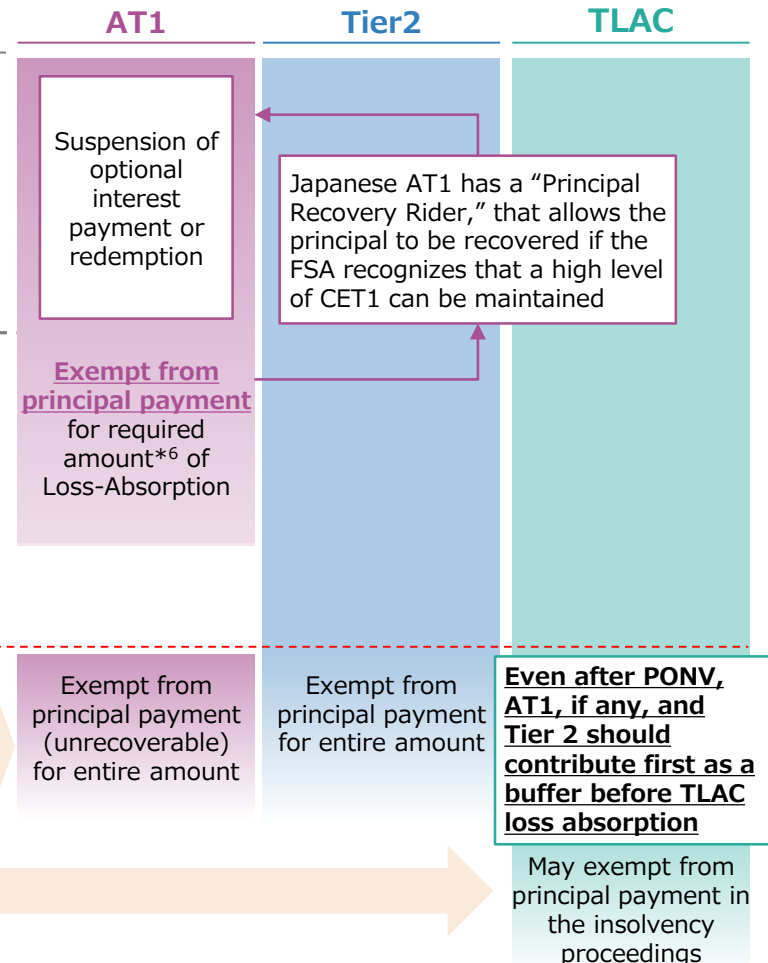 AT1
Tier2
TLAC
Suspension of
optional
interest
payment or
redemption
Japanese AT1 has a “Principal
Recovery Rider,” that allows the
principal to be recovered if the
FSA recognizes that a high level
of CET1 can be maintained
Exempt from
principal payment
for required
amount*6 of
Loss-Absorption
Exempt from
principal payment
(unrecoverable)
for entire amount
Exempt from
principal payment
for entire amount
Even after PONV,
AT1, if any, and
Tier 2 should
contribute first as a
buffer before TLAC
loss absorption
May exempt from
principal payment in
the insolvency
proceedings